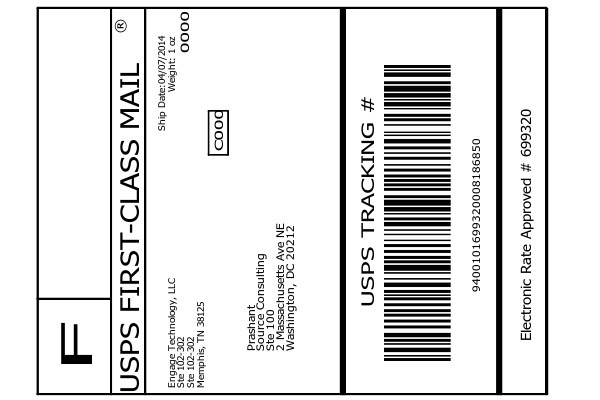 F
USPS FIRST-CLASS MAIL ®
Engage Technology, LLC
Ste 102-302
Ste 102-302
Memphis, TN 38125
Ship Date:04/07/2014
Weight: 1 oz
0000
C000
Prashant
Source Consulting
Ste 100
2 Massachusetts Ave NE
Washington, DC 20212
USPS TRACKING #
9400101699320008186850
Electronic Rate Approved # 699320